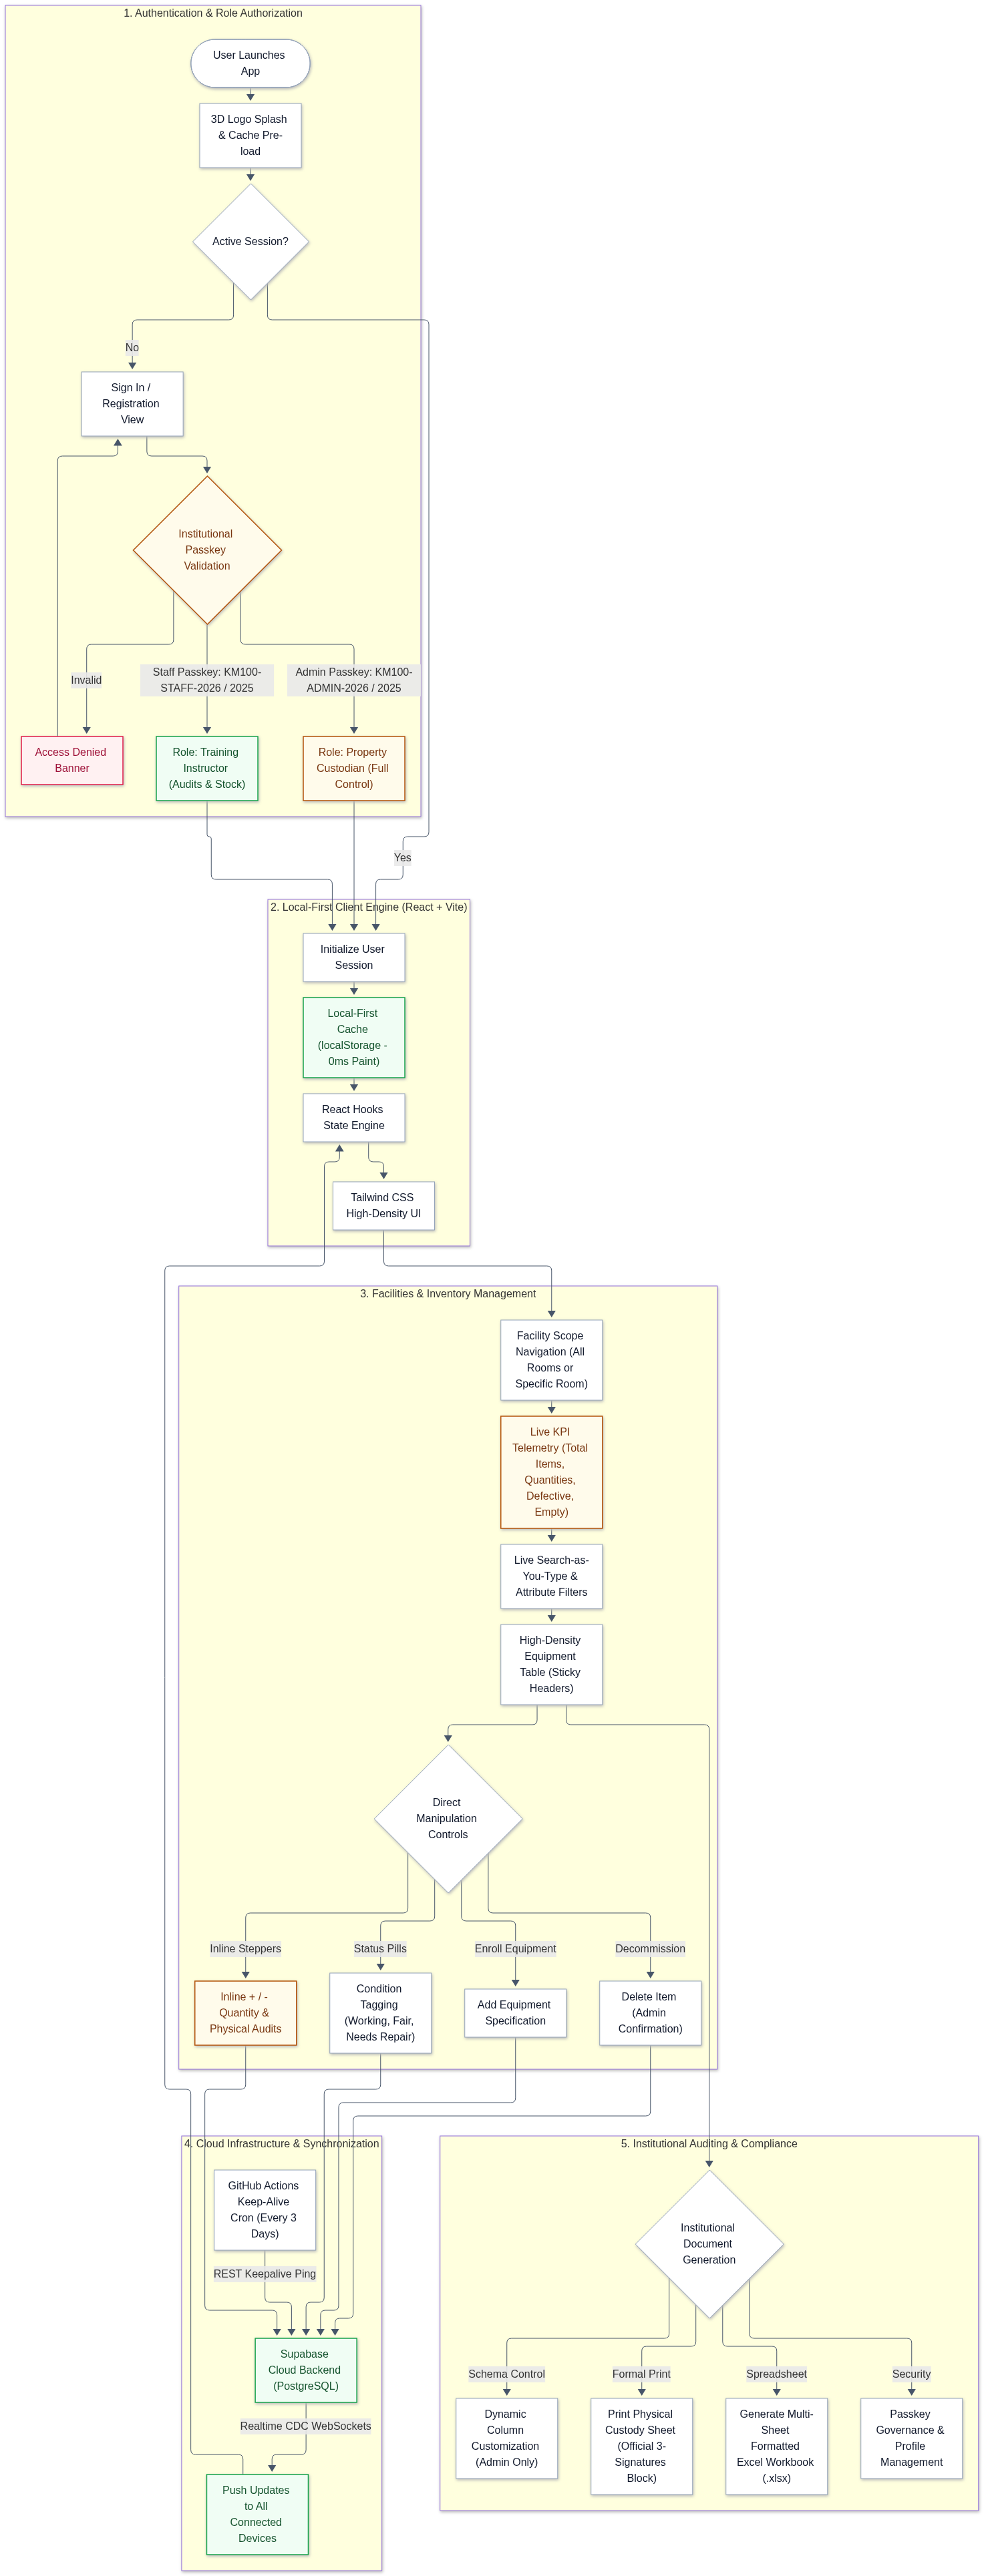 1. Authentication & Role Authorization
User Launches
App
3D Logo Splash
& Cache Pre-
load
Active Session?
No
Sign In /
Registration
View
Institutional
Passkey
Validation
Invalid
Staff Passkey: KM100-
STAFF-2026 / 2025
Admin Passkey: KM100-
ADMIN-2026 / 2025
Access Denied
Banner
Role: Training
Instructor
(Audits & Stock)
Role: Property
Custodian (Full
Control)
Yes
2. Local-First Client Engine (React + Vite)
Initialize User
Session
Local-First
Cache
(localStorage -
0ms Paint)
React Hooks
State Engine
Tailwind CSS
High-Density UI
3. Facilities & Inventory Management
Facility Scope
Navigation (All
Rooms or
Specific Room)
Live KPI
Telemetry (Total
Items,
Quantities,
Defective,
Empty)
Live Search-as-
You-Type &
Attribute Filters
High-Density
Equipment
Table (Sticky
Headers)
Direct
Manipulation
Controls
Inline Steppers
Status Pills
Enroll Equipment
Decommission
Inline + / -
Quantity &
Physical Audits
Condition
Tagging
(Working, Fair,
Needs Repair)
Add Equipment
Specification
Delete Item
(Admin
Confirmation)
4. Cloud Infrastructure & Synchronization
GitHub Actions
Keep-Alive
Cron (Every 3
Days)
REST Keepalive Ping
Supabase
Cloud Backend
(PostgreSQL)
Realtime CDC WebSockets
Push Updates
to All
Connected
Devices
5. Institutional Auditing & Compliance
Institutional
Document
Generation
Schema Control
Formal Print
Spreadsheet
Security
Dynamic
Column
Customization
(Admin Only)
Print Physical
Custody Sheet
(Official 3-
Signatures
Block)
Generate Multi-
Sheet
Formatted
Excel Workbook
(.xlsx)
Passkey
Governance &
Profile
Management